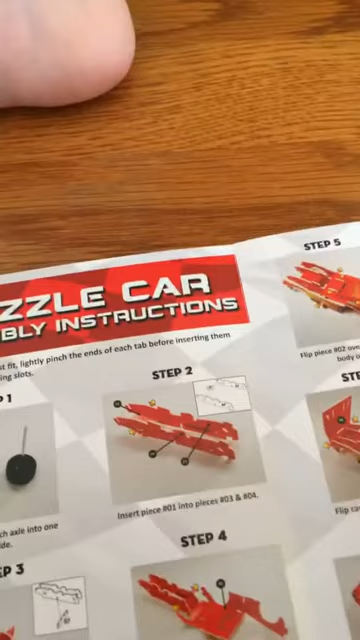 ZZLE CAR
BLY INSTRUCTIONS
st fit, lightly pinch the ends of each tab before inserting them
ing slots.
P 1
ch axle into one
de.
STEP 2
Insert piece #01 into pieces #03 & #04.
P 3
STEP 4
STEP 5
Flip piece #02 ove
body o
STE
Flip ca